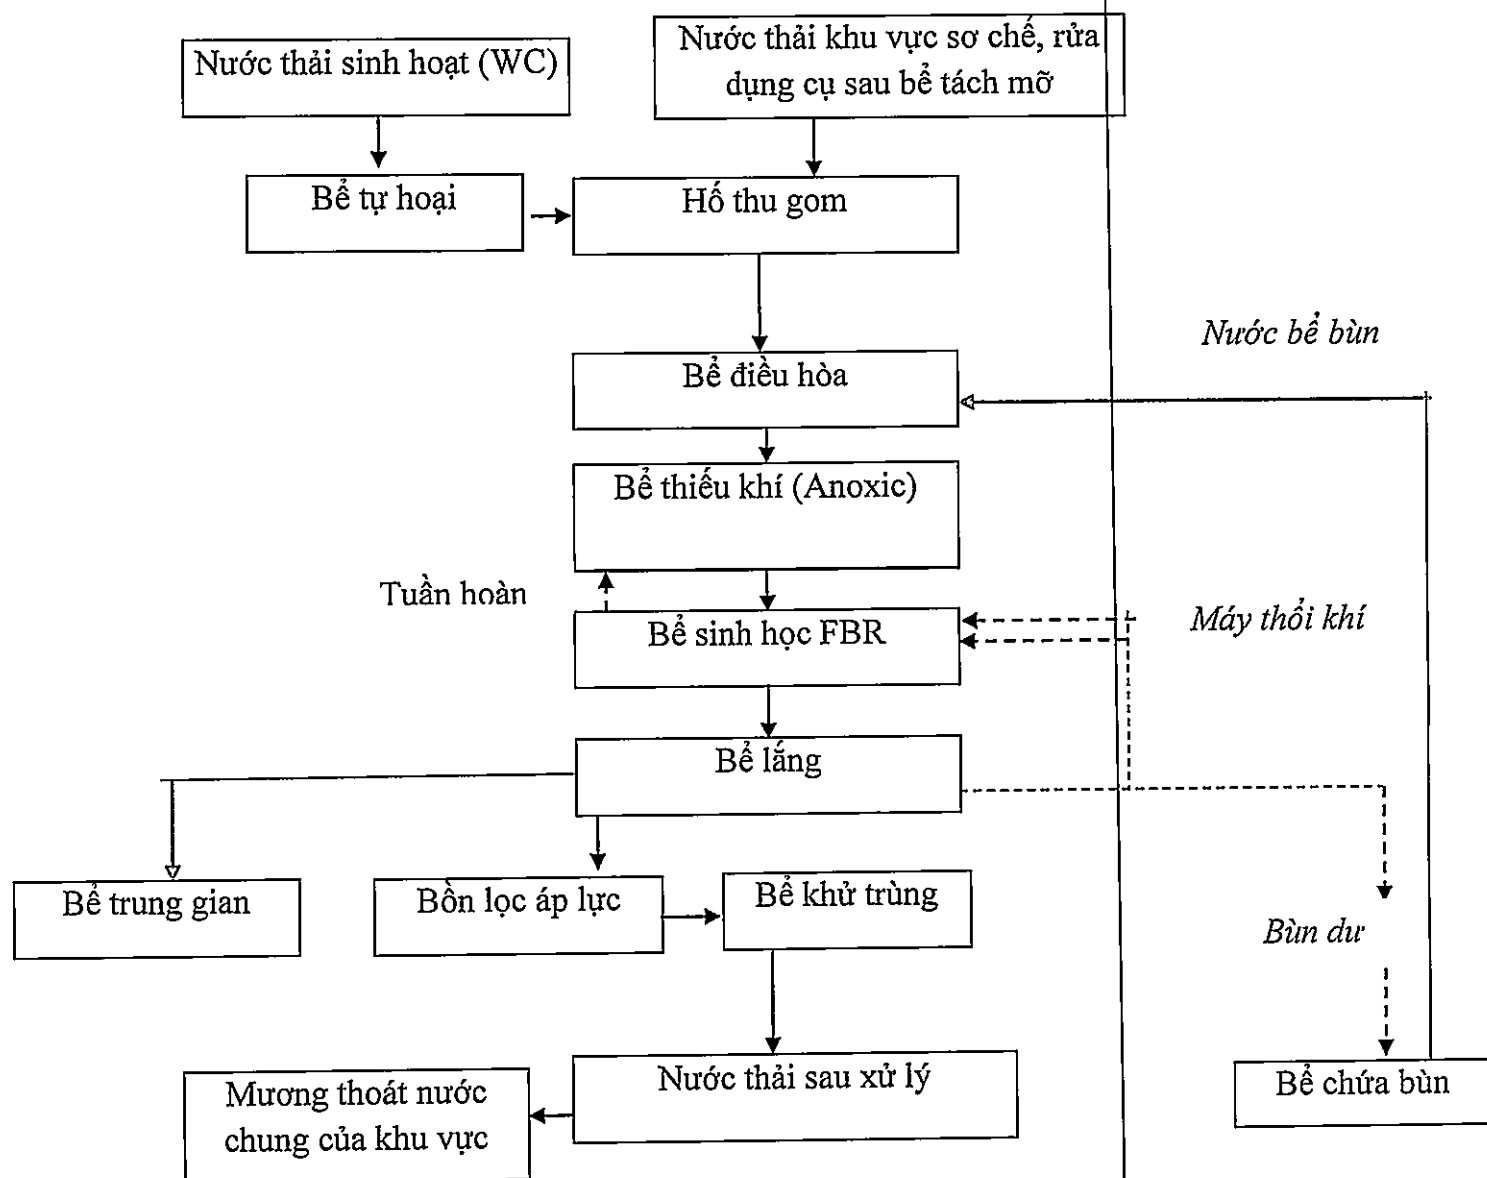 Nước thải sinh hoạt (WC)
Nước thải khu vực sơ chế, rửa
dụng cụ sau bể tách mỡ
Bể tự hoại
Hố thu gom
Nước bể bùn
Bể điều hòa
Bể thiếu khí (Anoxic)
Tuần hoàn
Bể sinh học FBR
Máy thổi khí
Bể lắng
Bể trung gian
Bồn lọc áp lực
Bể khử trùng
Bùn dư
Nước thải sau xử lý
Bể chứa bùn
Mương thoát nước
chung của khu vực